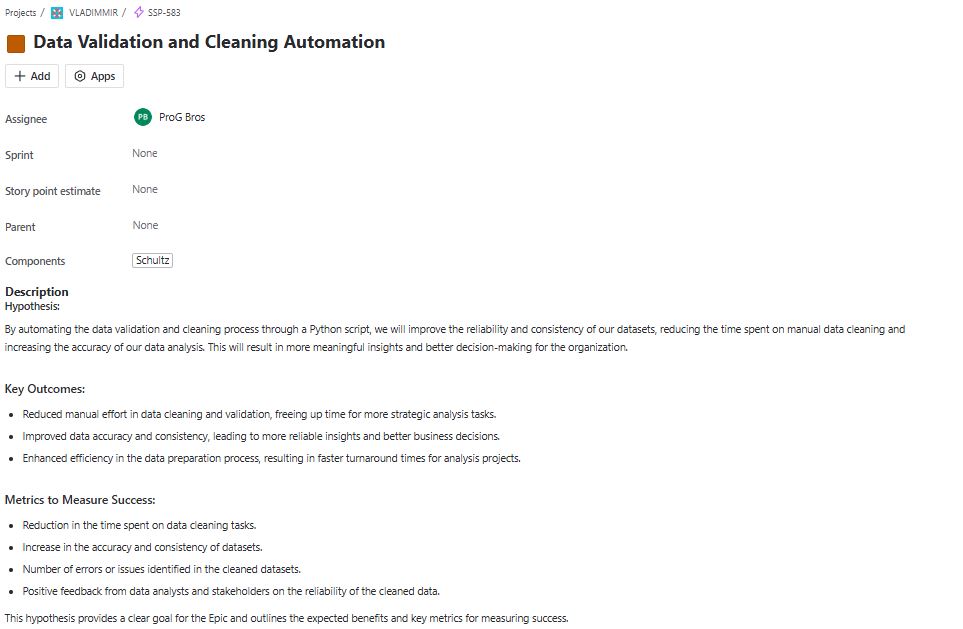 Projects / VLADIMMIR / SSP-583
Data Validation and Cleaning Automation
+ Add Apps
Assignee PB ProG Bros
Sprint None
Story point estimate None
Parent None
Components Schultz
Description
Hypothesis:
By automating the data validation and cleaning process through a Python script, we will improve the reliability and consistency of our datasets, reducing the time spent on manual data cleaning and
increasing the accuracy of our data analysis. This will result in more meaningful insights and better decision-making for the organization.
Key Outcomes:
• Reduced manual effort in data cleaning and validation, freeing up time for more strategic analysis tasks.
• Improved data accuracy and consistency, leading to more reliable insights and better business decisions.
• Enhanced efficiency in the data preparation process, resulting in faster turnaround times for analysis projects.
Metrics to Measure Success:
• Reduction in the time spent on data cleaning tasks.
• Increase in the accuracy and consistency of datasets.
• Number of errors or issues identified in the cleaned datasets.
• Positive feedback from data analysts and stakeholders on the reliability of the cleaned data.
This hypothesis provides a clear goal for the Epic and outlines the expected benefits and key metrics for measuring success.